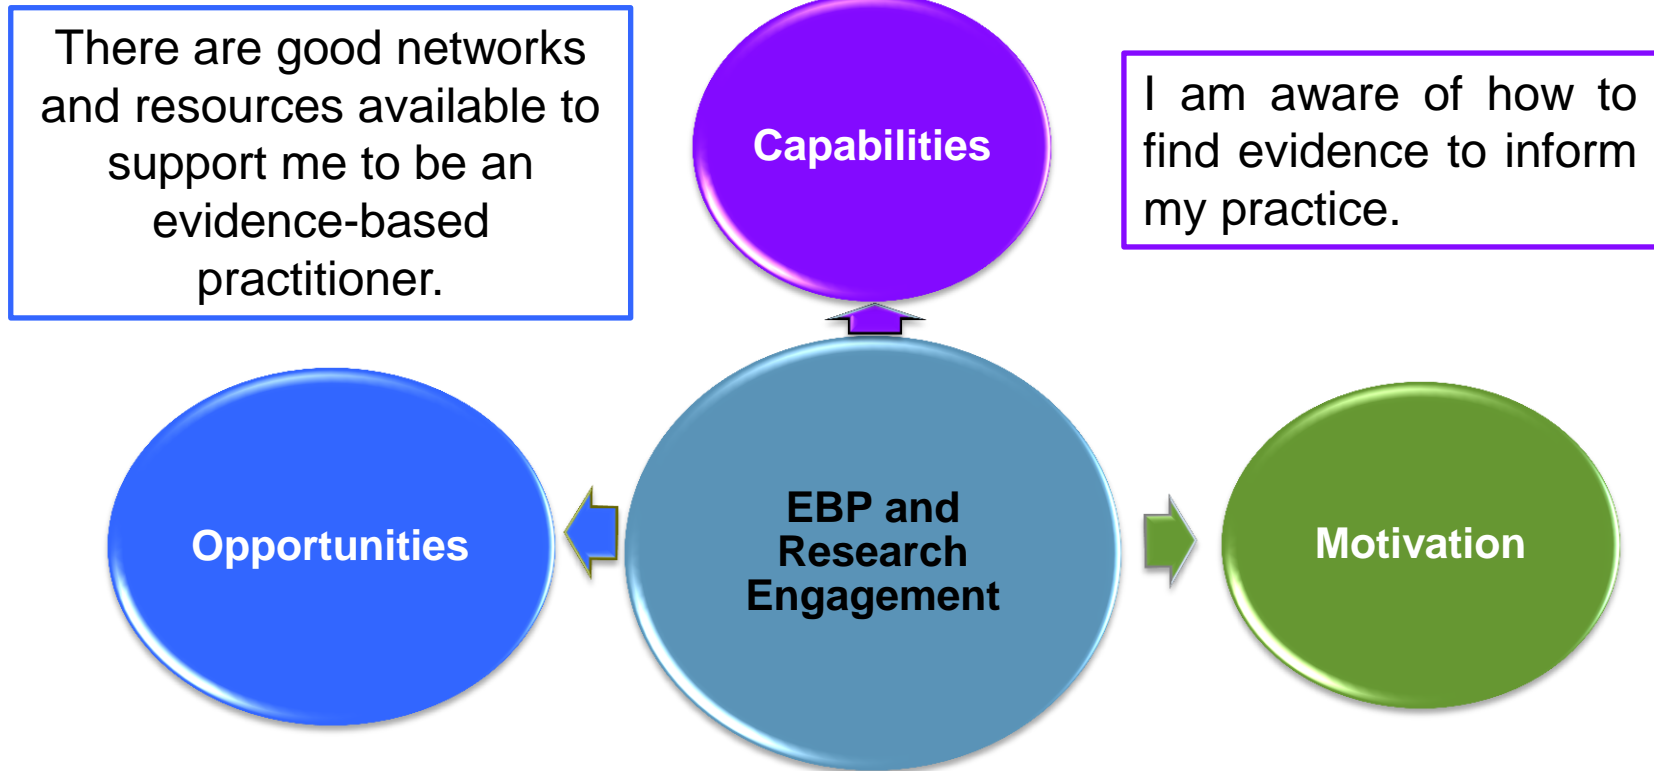 There are good networks
and resources available to
support me to be an
evidence-based
practitioner.
Capabilities
I am aware of how to
find evidence to inform
my practice.
Opportunities
EBP and
Research
Engagement
Motivation